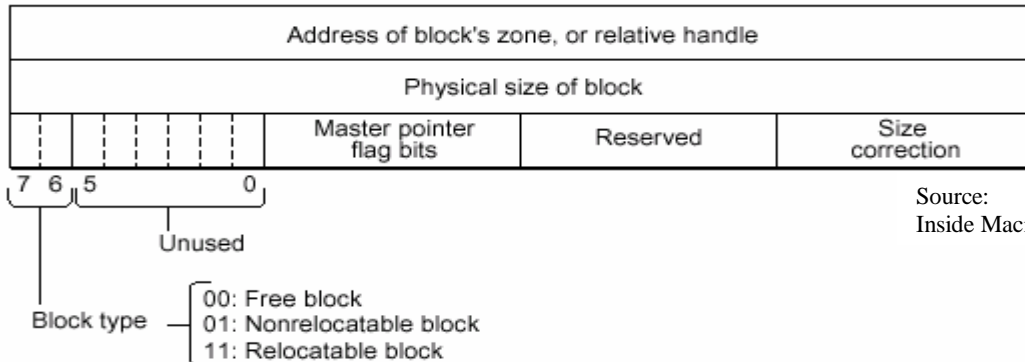 Address of block's zone, or relative handle
Physical size of block
Master pointer
flag bits
Reserved
Size
correction
7 6 5 0
Source:
Inside
Unused
00: Free block
Block type
01: Nonrelocatable block
11: Relocatable block